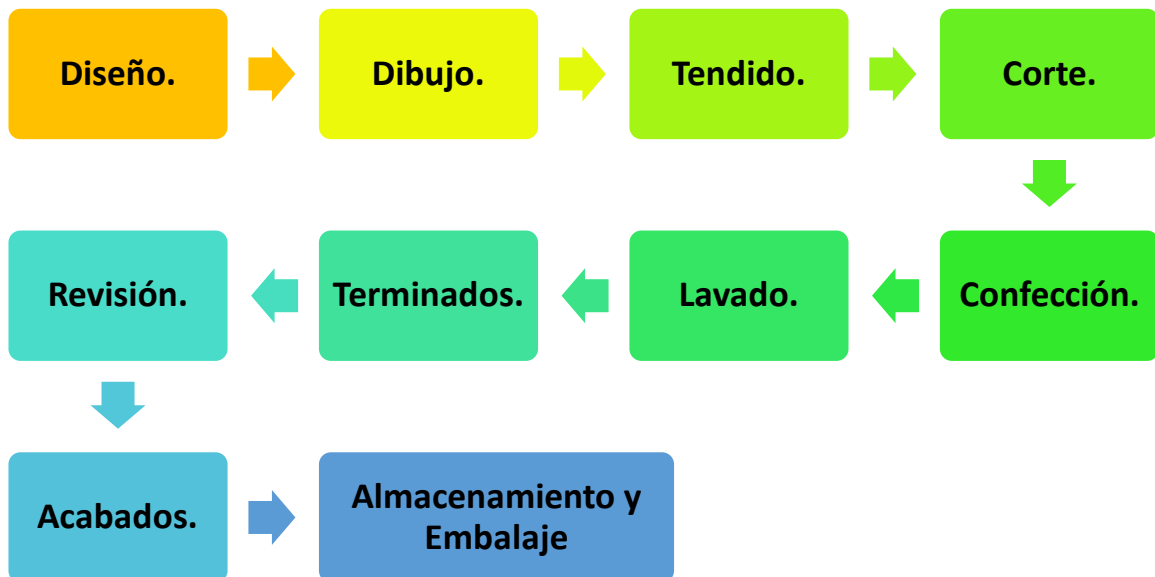 Diseño.
Dibujo.
Tendido.
Corte.
Confección.
Lavado.
Terminados.
Revisión.
Acabados.
Almacenamiento y
Embalaje